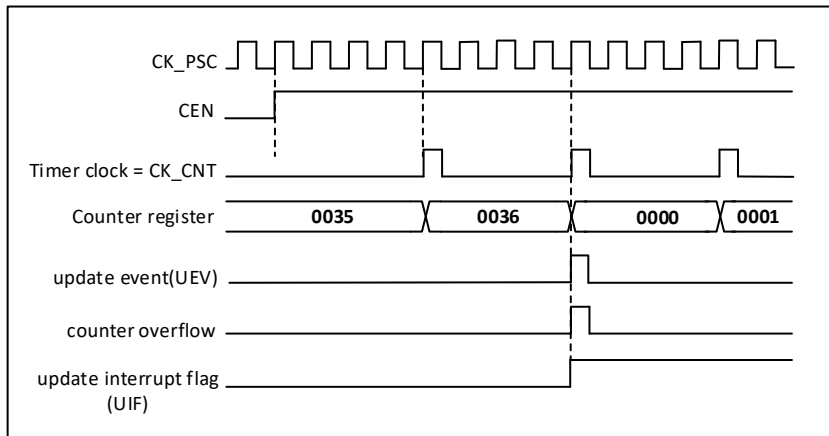 CK_PSC
CEN
Timer clock = CK_CNT
Counter register 0035 0036 0000 0001
update event(UEV)
counter overflow
update interrupt flag
(UIF)